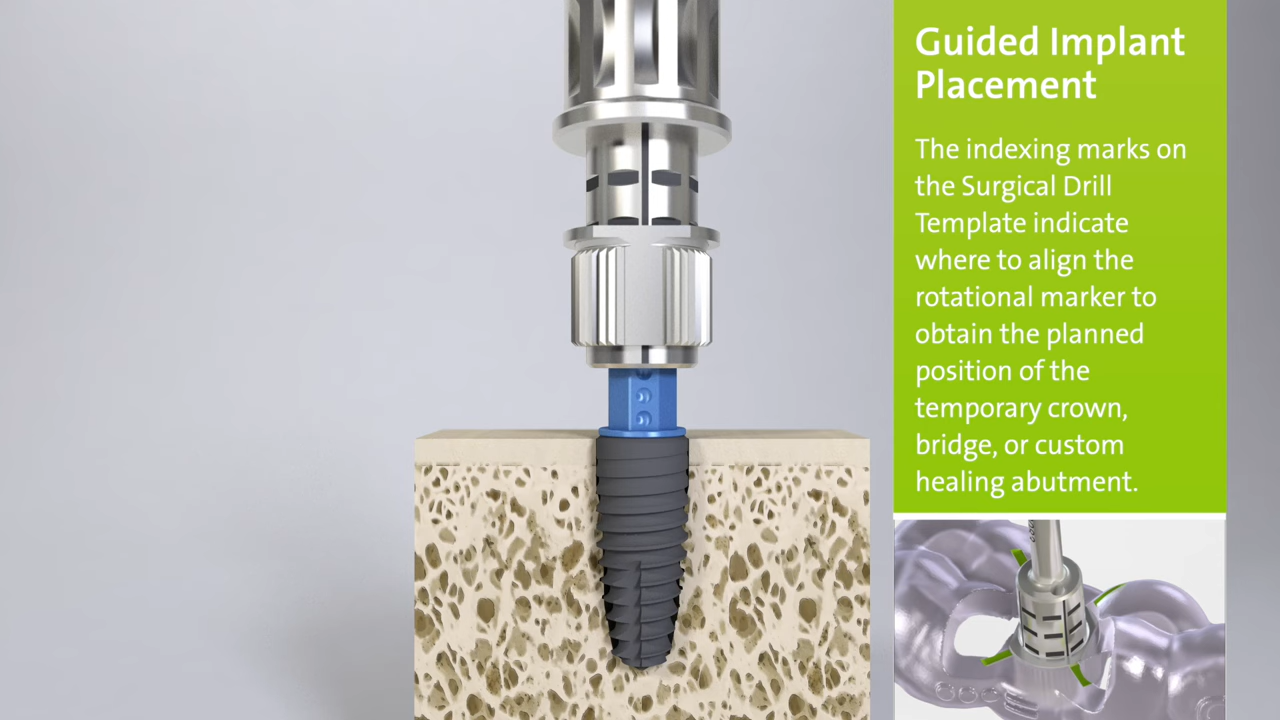 Guided Implant
Placement
The indexing marks on
the Surgical Drill
Template indicate
where to align the
rotational marker to
obtain the planned
position of the
temporary crown,
bridge, or custom
healing abutment.